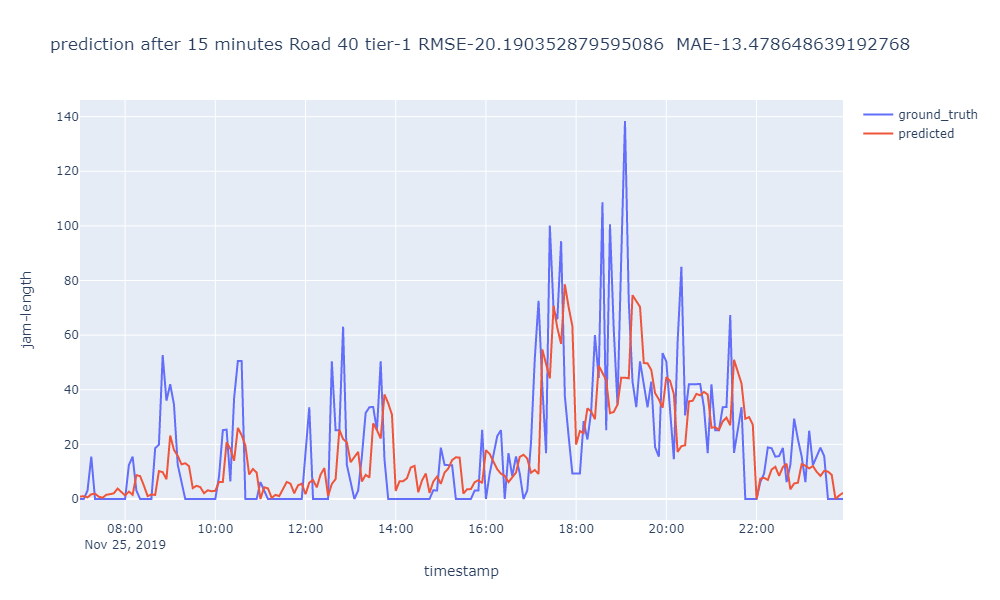 prediction after 15 minutes Road 40 tier-1 RMSE-20.190352879595086  MAE-13.478648639192768
ground_truth
predicted
140
120
100
80
60
40
20
0
jam-length
08:00 10:00 12:00 14:00 16:00 18:00 20:00 22:00
Nov 25, 2019
timestamp